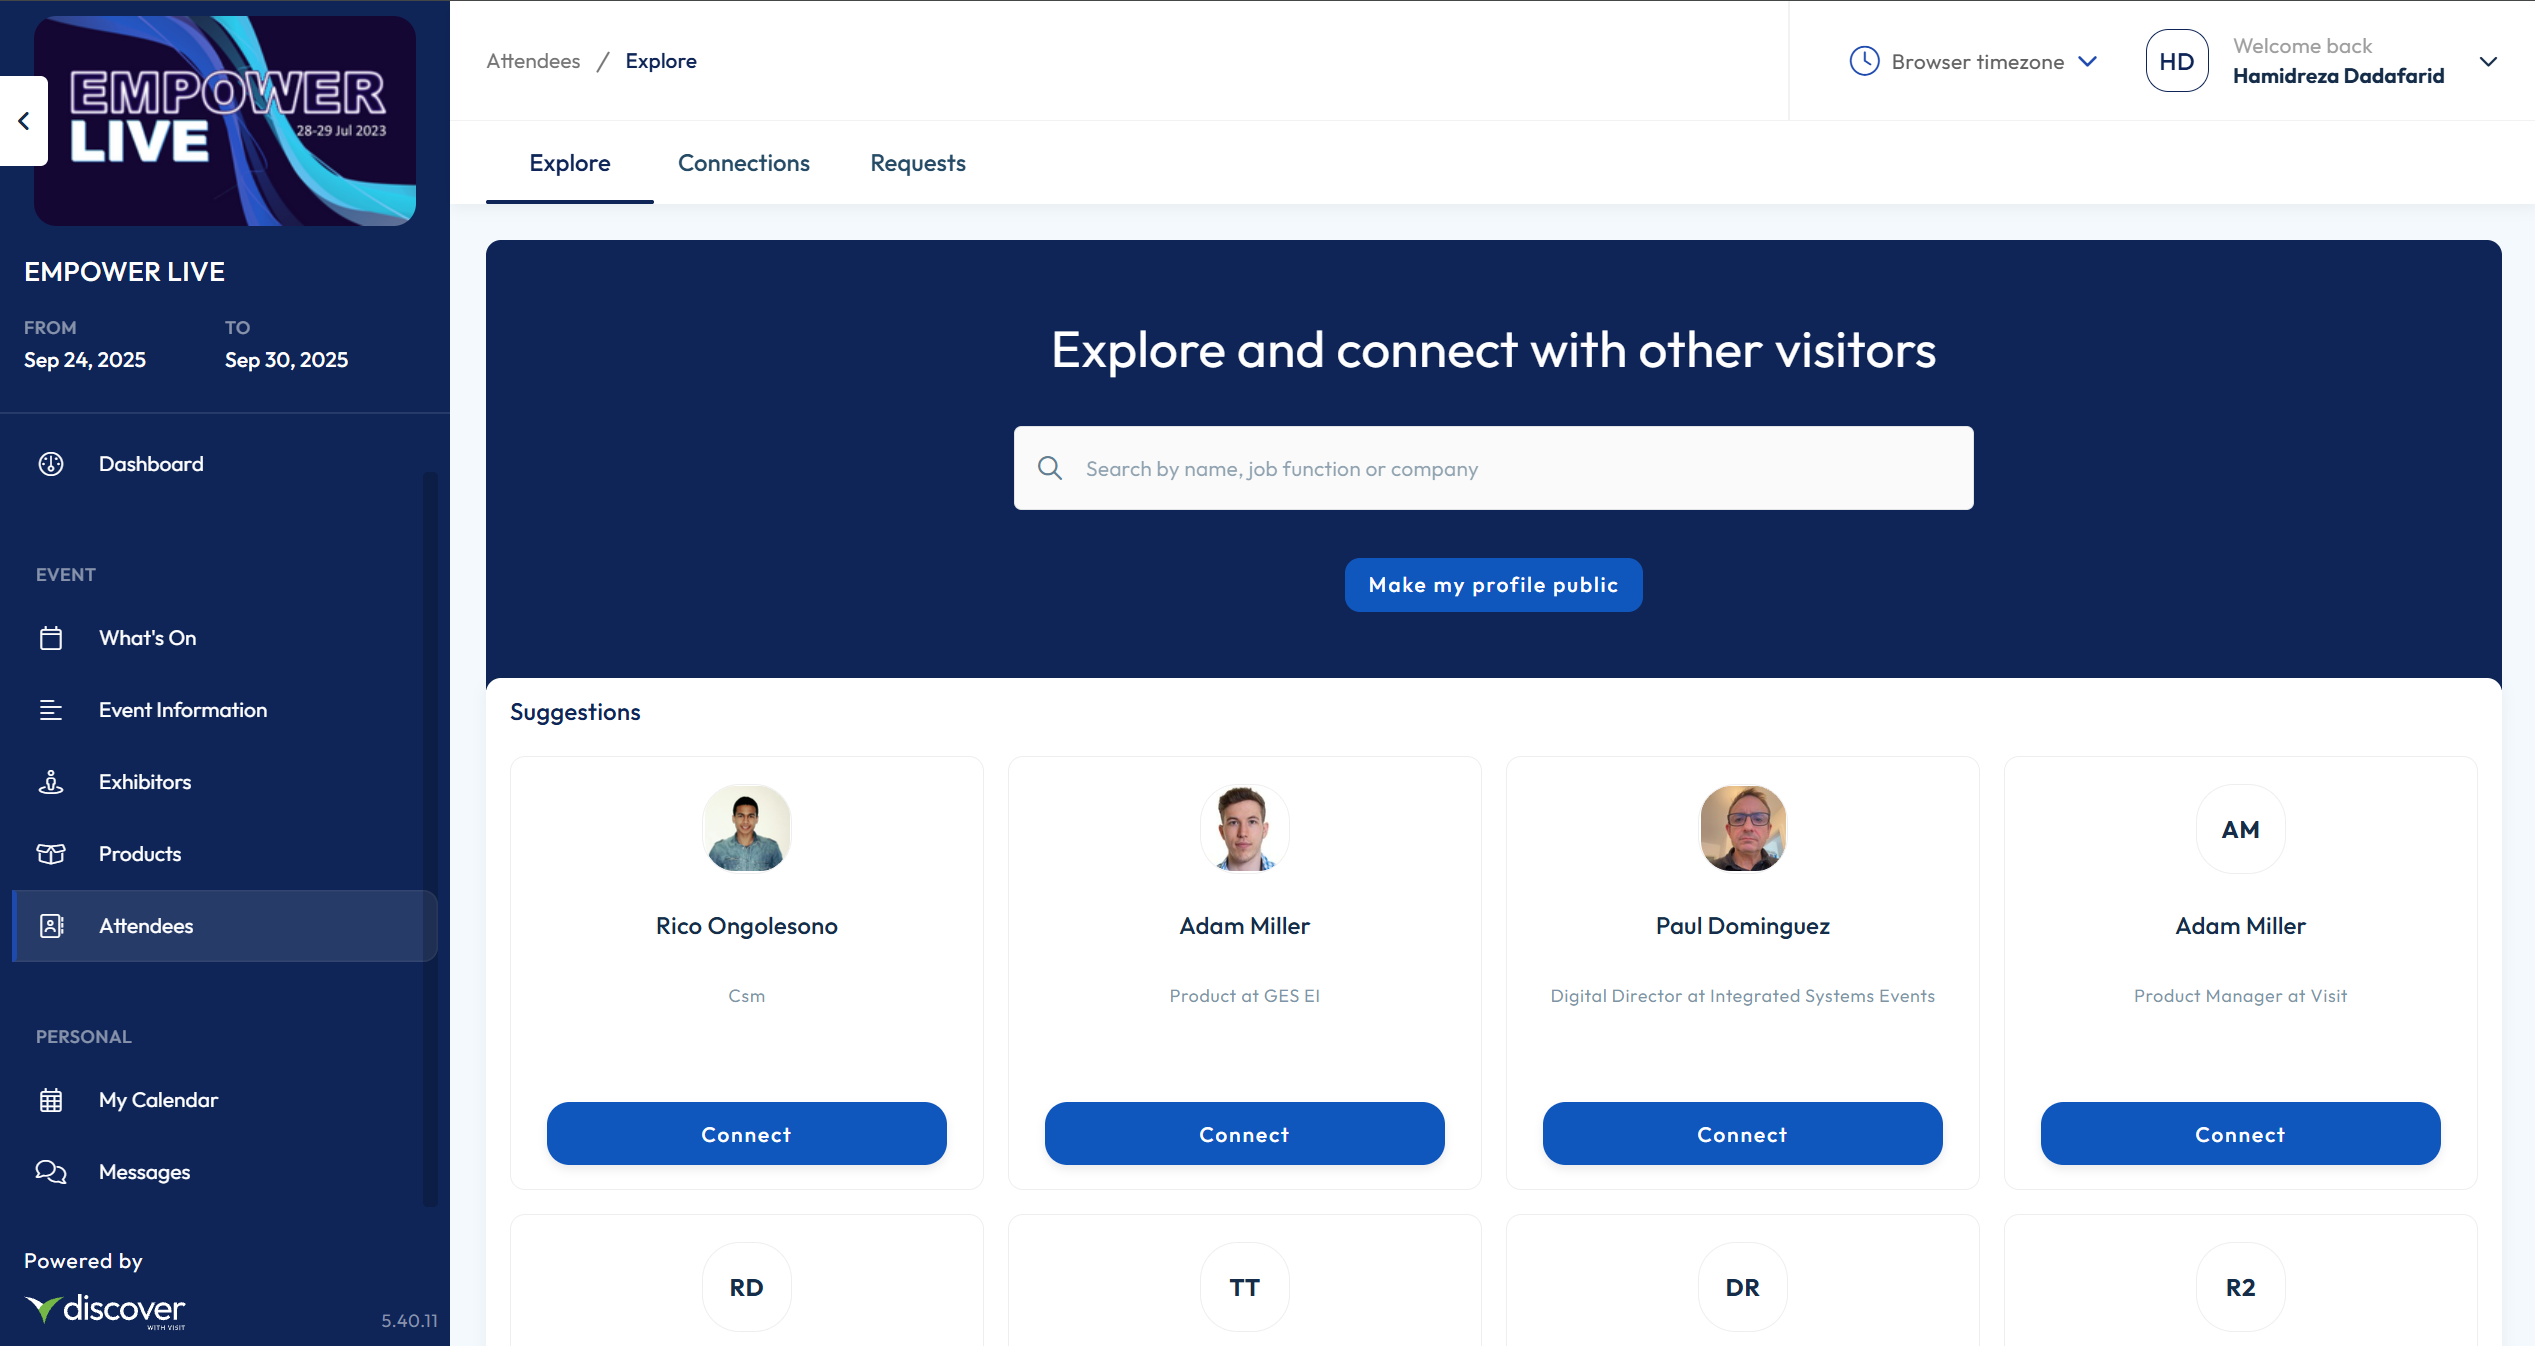 EMPOWER
LIVE
28-29 Jul 2023
EMPOWER LIVE
FROM
TO
Sep 24, 2025
Sep 30, 2025
Dashboard
EVENT
What's On
Event Information
Exhibitors
Products
Attendees
PERSONAL
My Calendar
Messages
Powered by
discover
WITH VISIT
5.40.11
Attendees / Explore
Browser timezone
HD
Welcome back
Hamidreza Dadafarid
Explore
Connections
Requests
Explore and connect with other visitors
Search by name, job function or company
Make my profile public
Suggestions
Rico Ongolesono
Csm
Connect
Adam Miller
Product at GES EI
Connect
Paul Dominguez
Digital Director at Integrated Systems Events
Connect
AM
Adam Miller
Product Manager at Visit
Connect
RD
TT
DR
R2